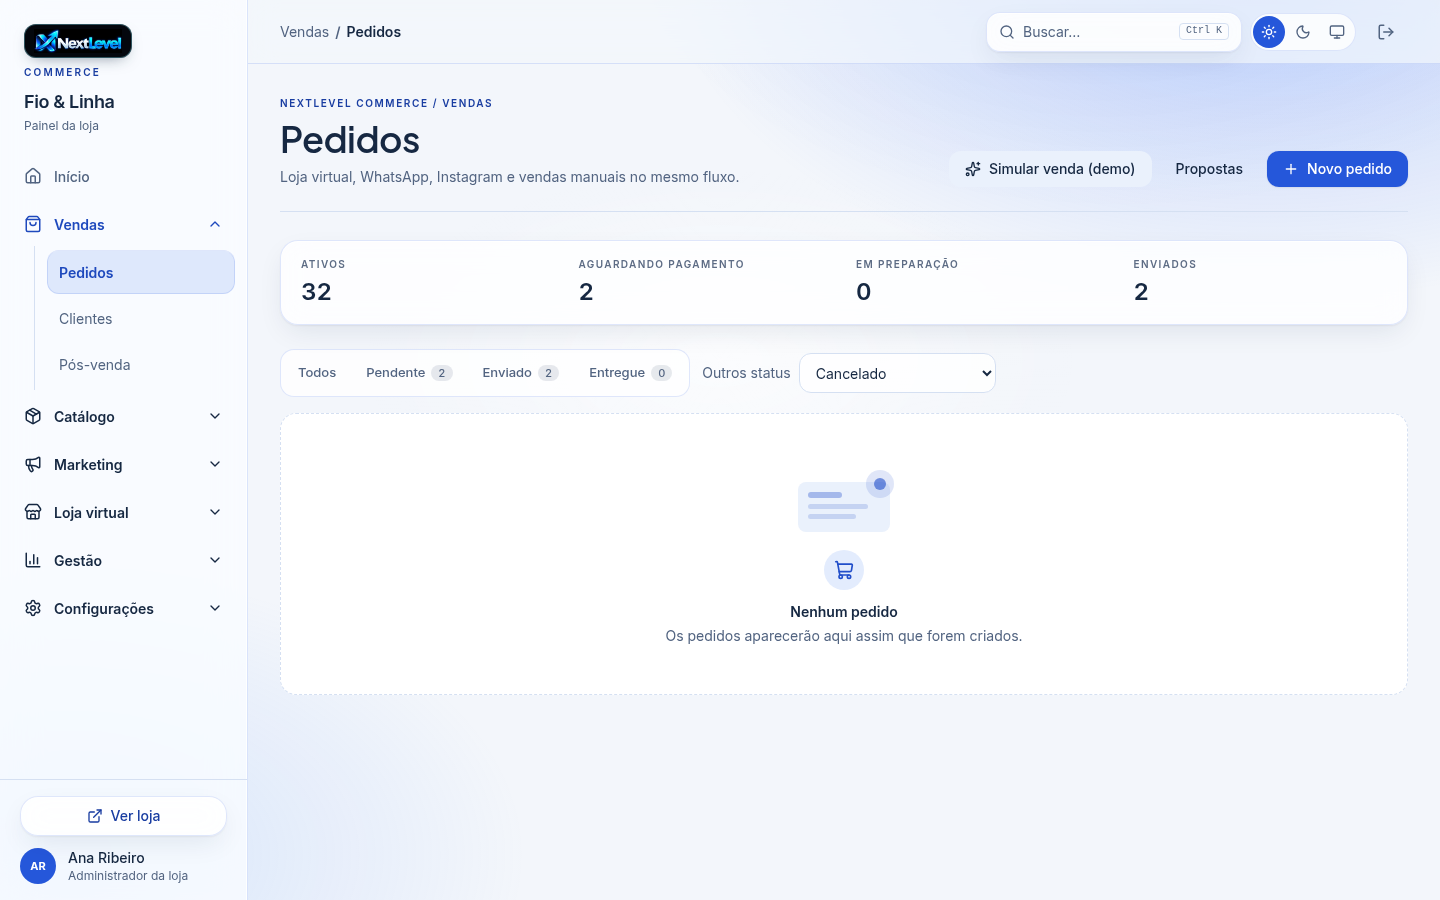 NextLevel
COMMERCE
Fio & Linha
Painel da loja
Início
Vendas
Pedidos
Clientes
Pós-venda
Catálogo
Marketing
Loja virtual
Gestão
Configurações
Ver loja
AR
Ana Ribeiro
Administrador da loja
Vendas / Pedidos
Buscar...
Ctrl K
NEXTLEVEL COMMERCE / VENDAS
Pedidos
Loja virtual, WhatsApp, Instagram e vendas manuais no mesmo fluxo.
Simular venda (demo)
Propostas
Novo pedido
ATIVOS
32
AGUARDANDO PAGAMENTO
2
EM PREPARAÇÃO
0
ENVIADOS
2
Todos
Pendente 2
Enviado 2
Entregue 0
Outros status
Cancelado
Nenhum pedido
Os pedidos aparecerão aqui assim que forem criados.